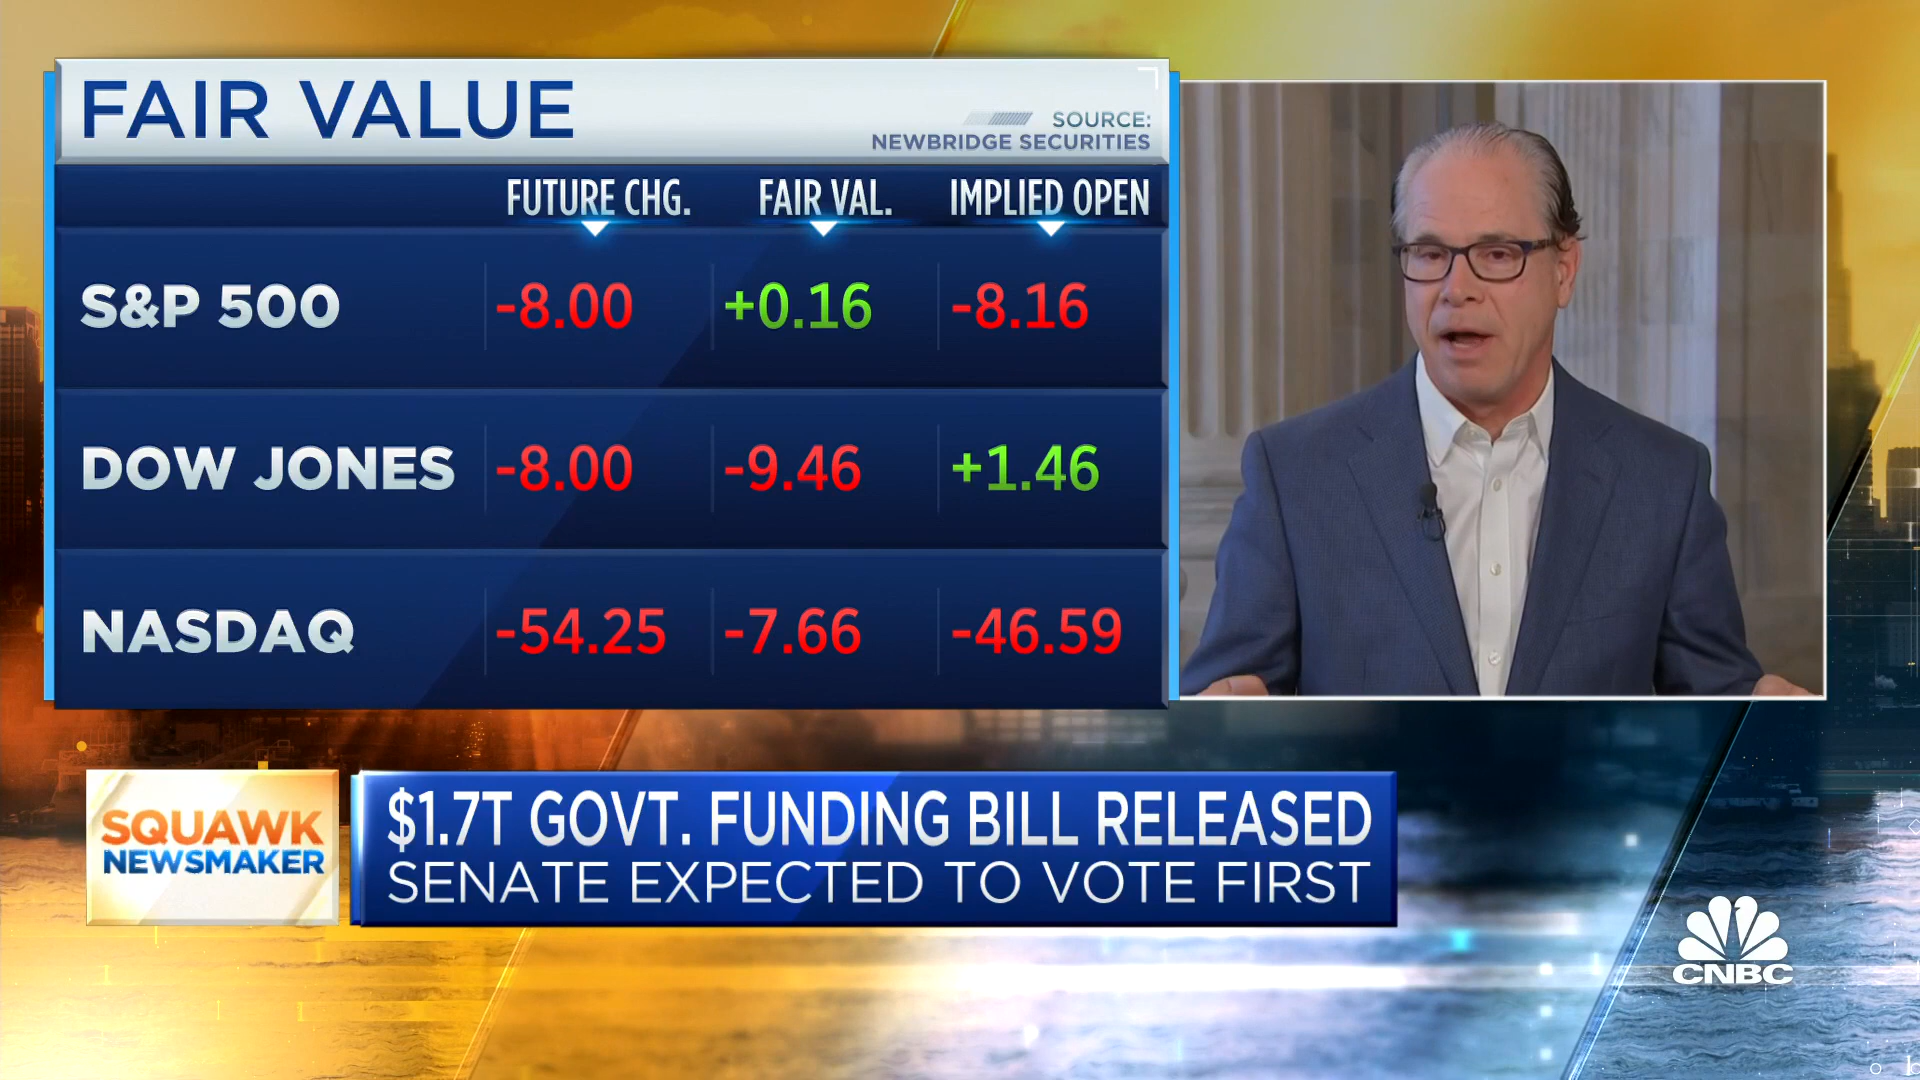 FAIR VALUE
SOURCE:
NEWBRIDGE SECURITIES
FUTURE CHG. FAIR VAL. IMPLIED OPEN
S&P 500 -8.00 +0.16 -8.16
DOW JONES -8.00 -9.46 +1.46
NASDAQ -54.25 -7.66 -46.59
SQUAWK
NEWSMAKER
$1.7T GOVT. FUNDING BILL RELEASED
SENATE EXPECTED TO VOTE FIRST
CNBC